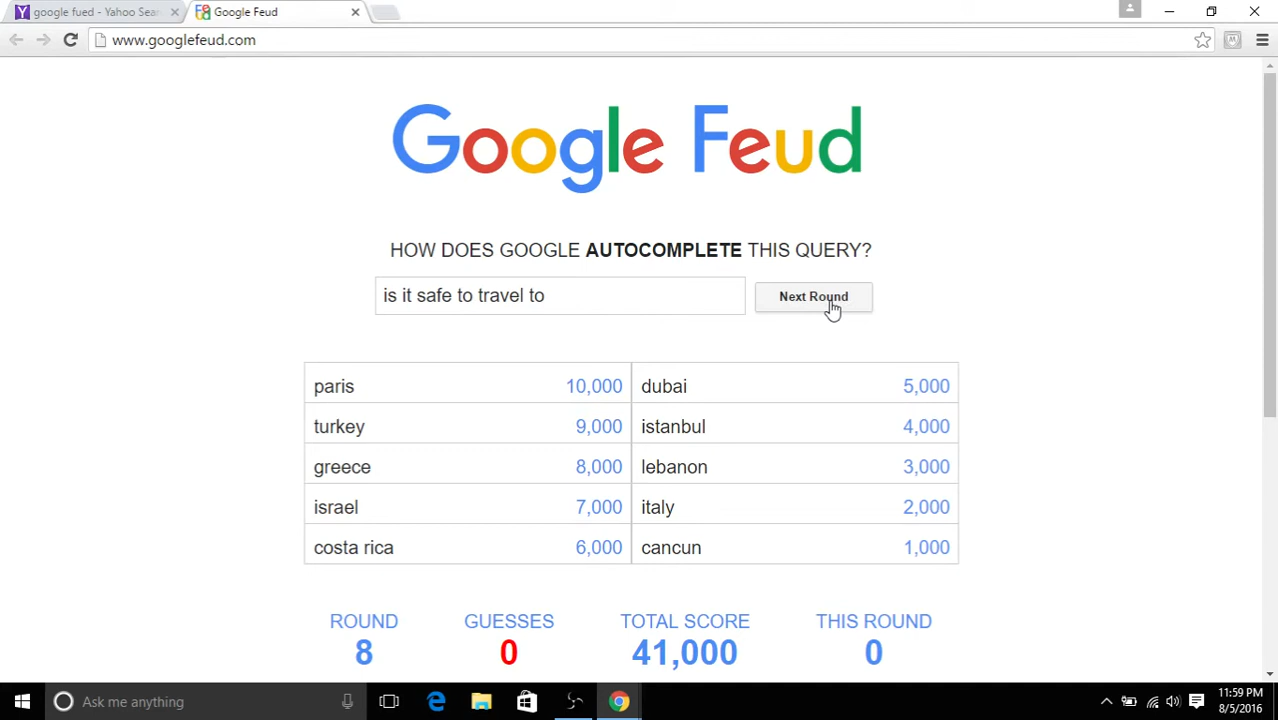 google fued - Yahoo Sear
Google Feud
www.googlefeud.com
Google Feud
HOW DOES GOOGLE AUTOCOMPLETE THIS QUERY?
is it safe to travel to
Next Round
paris 10,000 dubai 5,000
turkey 9,000 istanbul 4,000
greece 8,000 lebanon 3,000
israel 7,000 italy 2,000
costa rica 6,000 cancun 1,000
ROUND GUESSES TOTAL SCORE THIS ROUND
8 0 41,000 0
Ask me anything
11:59 PM
8/5/2016